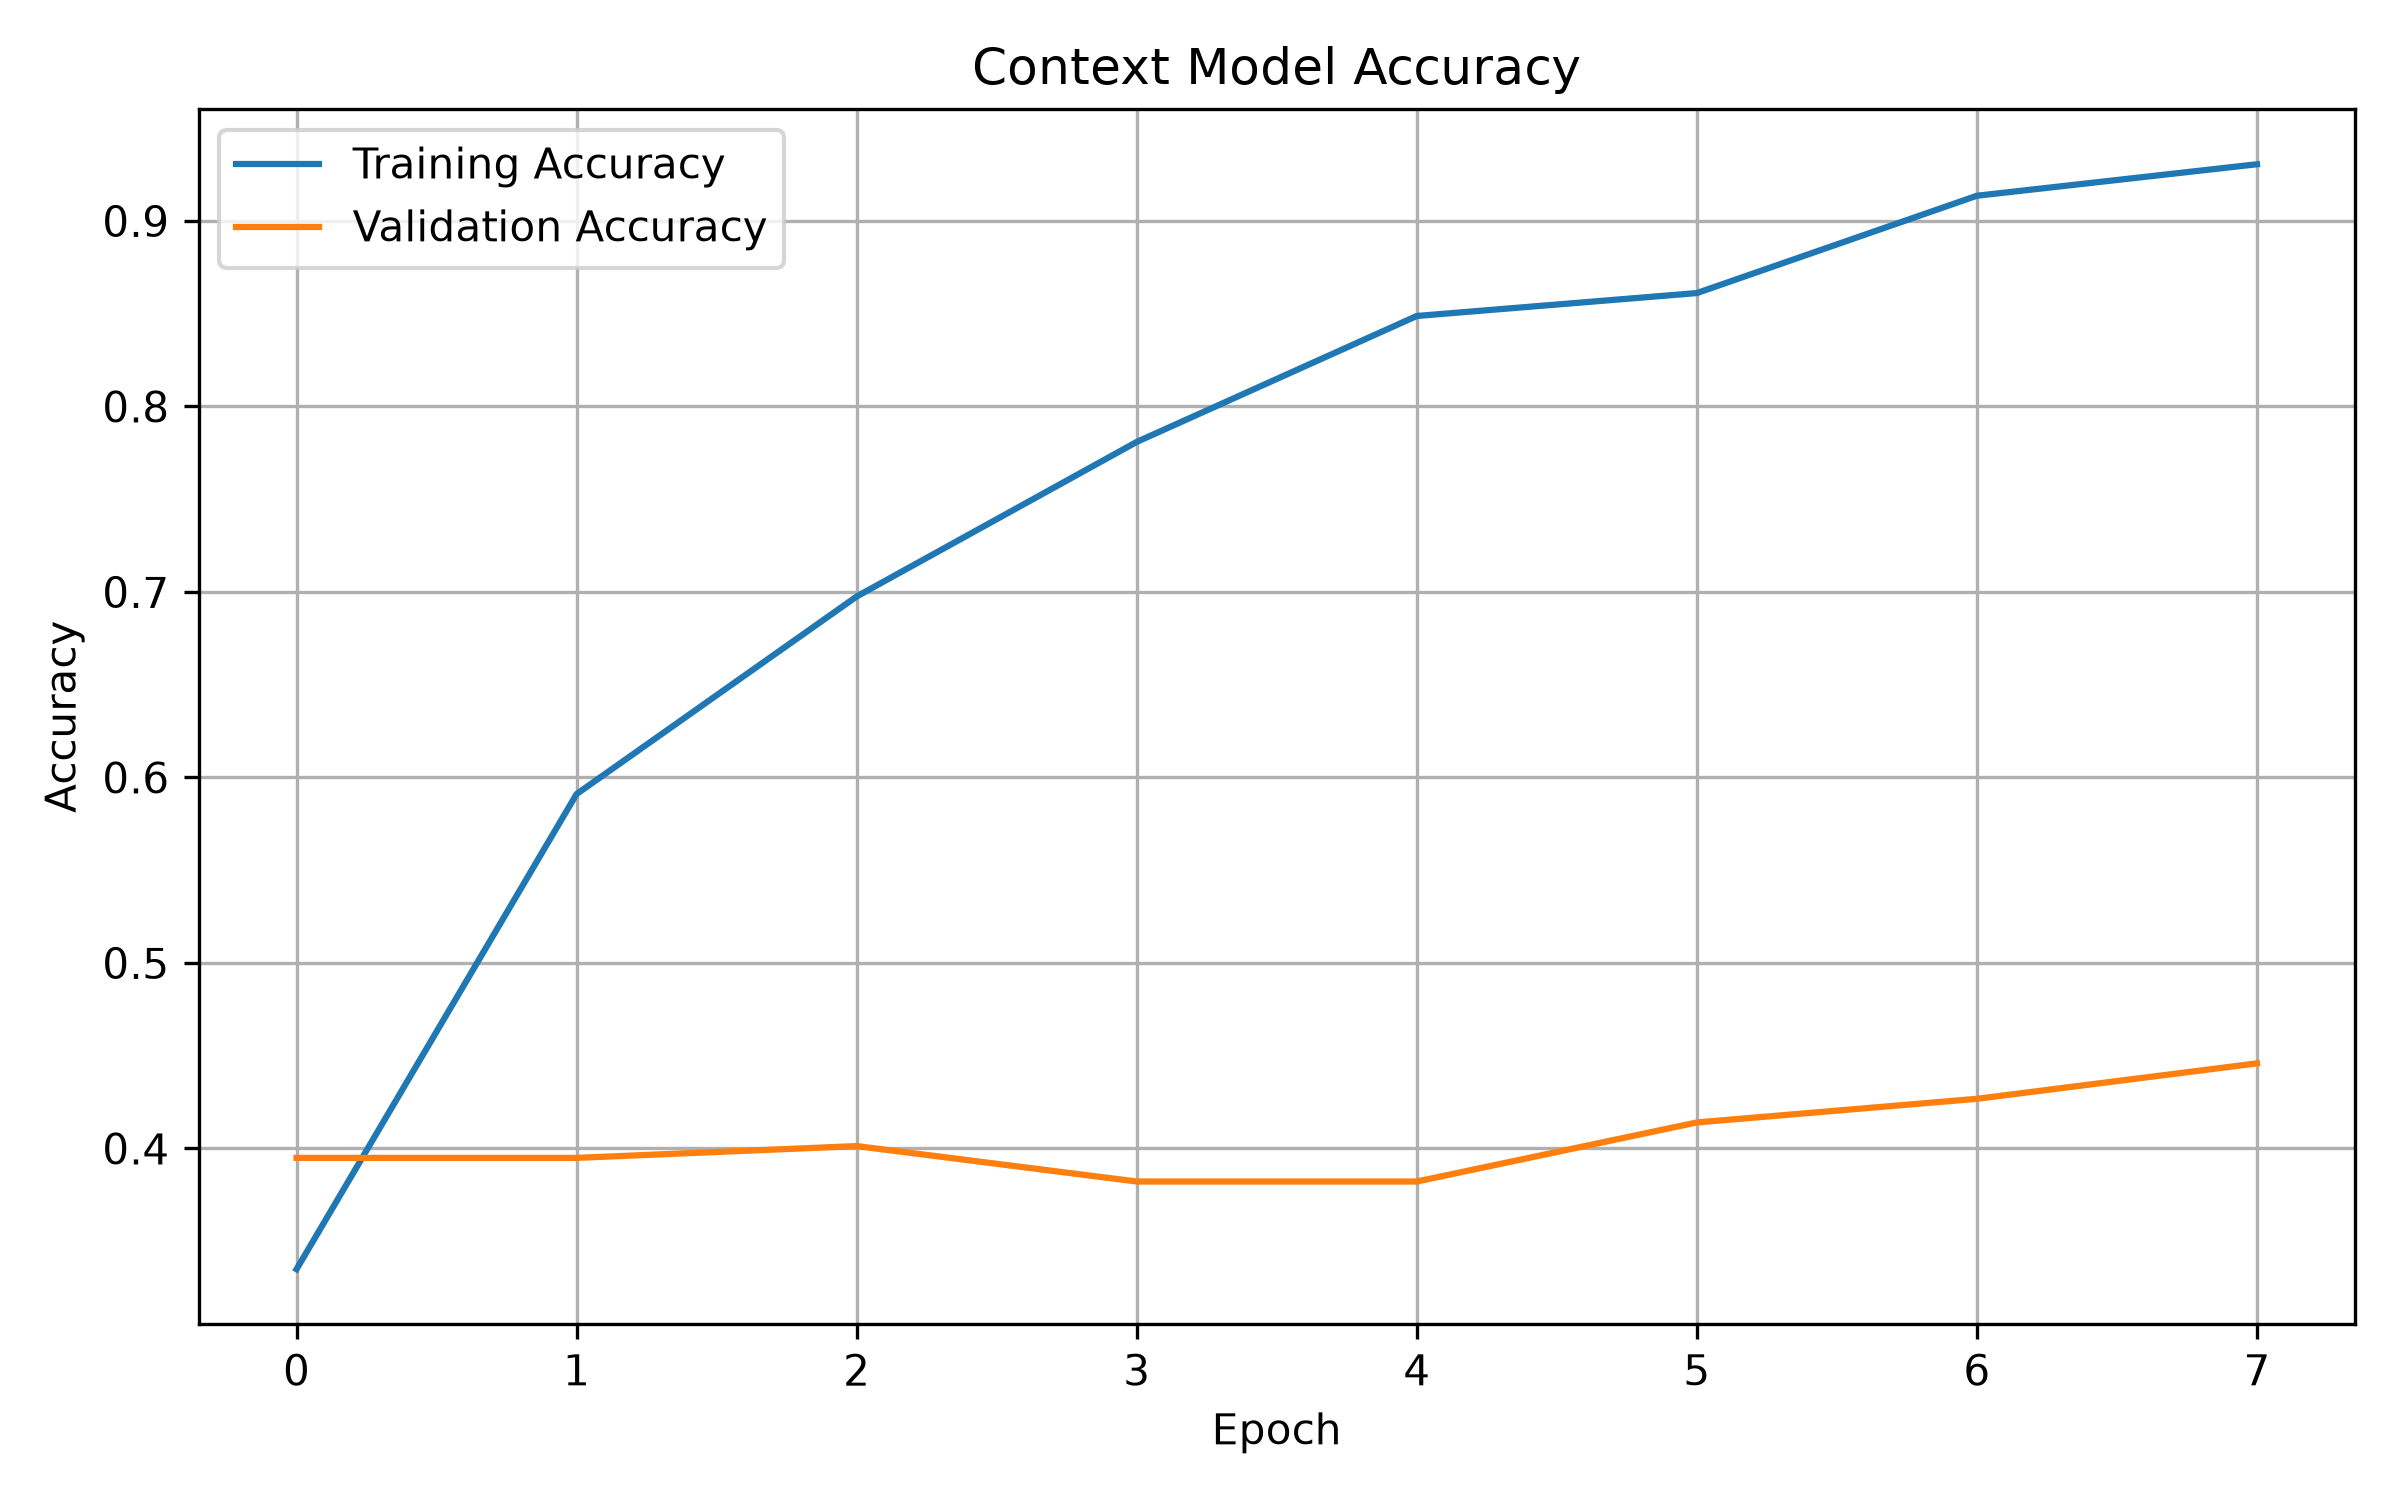 Context Model Accuracy
Training Accuracy
Validation Accuracy
0.9
0.8
0.7
0.6
0.5
0.4
Accuracy
0 1 2 3 4 5 6 7
Epoch